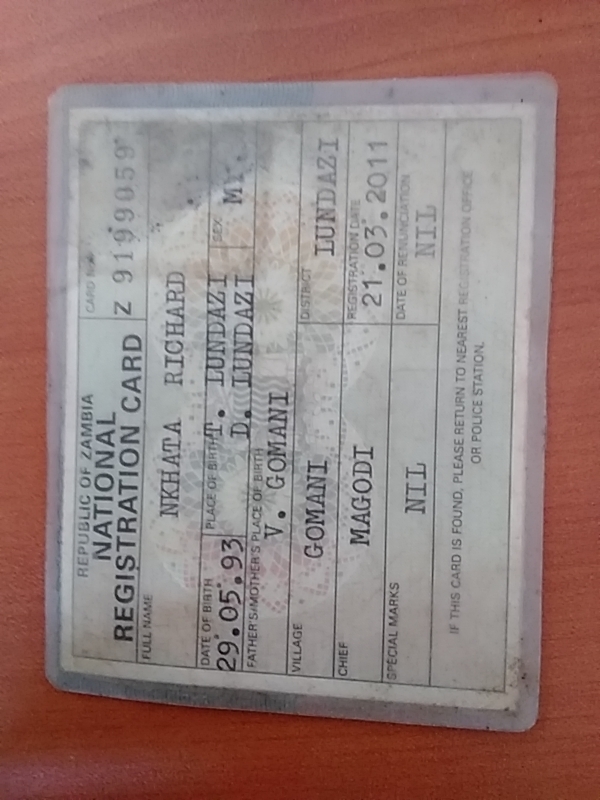 REPUBLIC OF ZAMBIA
NATIONAL
REGISTRATION CARD
CARD No.
Z 9199059
FULL NAME
NKHATA RICHARD
DATE OF BIRTH
29.05.93
PLACE OF BIRTH
T. LUNDAZI
D. LUNDAZI
SEX
M
FATHER'S/MOTHER'S PLACE OF BIRTH
V. GOMANI
VILLAGE
GOMANI
DISTRICT
LUNDAZI
CHIEF
MAGODI
REGISTRATION DATE
21.03.2011
SPECIAL MARKS
NIL
DATE OF RENUNCIATION
NIL
IF THIS CARD IS FOUND, PLEASE RETURN TO NEAREST REGISTRATION OFFICE
OR POLICE STATION.